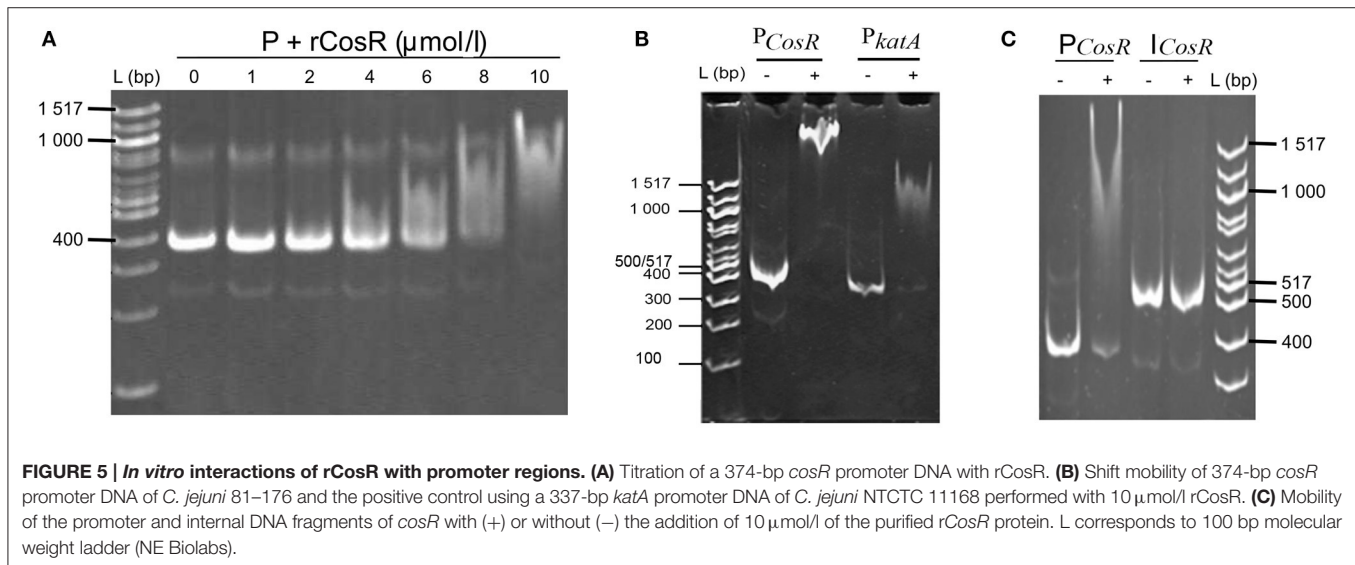 A
P + rCosR (µmol/l)
L (bp) 0 1 2 4 6 8 10
1 517
1 000
400
B
PCosR PkatA
L (bp) - + - +
1 517
1 000
500/517
400
300
200
100
C
PCosR ICosR
- + - + L (bp)
1 517
1 000
517
500
400
FIGURE 5 | In vitro interactions of rCosR with promoter regions. (A) Titration of a 374-bp cosR promoter DNA with rCosR. (B) Shift mobility of 374-bp cosR
promoter DNA of C. jejuni 81–176 and the positive control using a 337-bp katA promoter DNA of C. jejuni NTCTC 11168 performed with 10 µmol/l rCosR. (C) Mobility
of the promoter and internal DNA fragments of cosR with (+) or without (−) the addition of 10 µmol/l of the purified rCosR protein. L corresponds to 100 bp molecular
weight ladder (NE Biolabs).